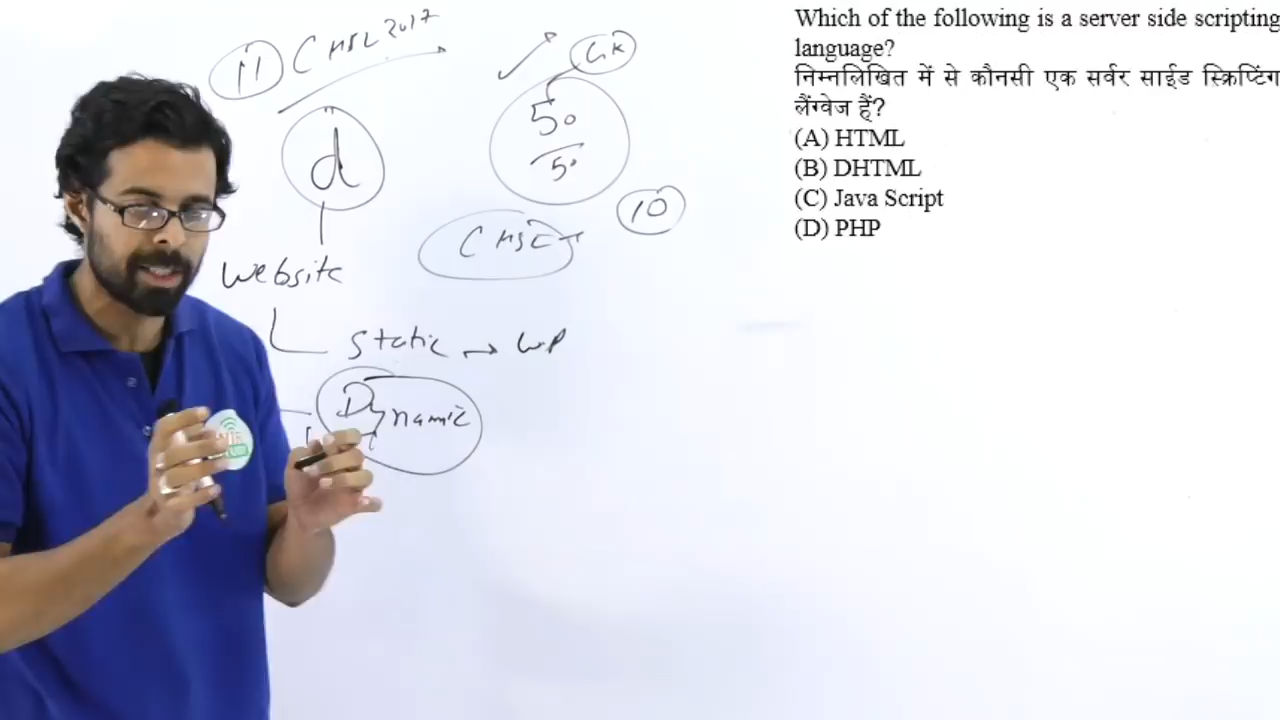 11 CHSL 2017
GK
d
50
50
10
CHSL
Website
Static → WP
Dynamic
Which of the following is a server side scripting
language?
निम्नलिखित में से कौनसी एक सर्वर साईड स्क्रिप्टिंग
लैंग्वेज हैं?
(A) HTML
(B) DHTML
(C) Java Script
(D) PHP